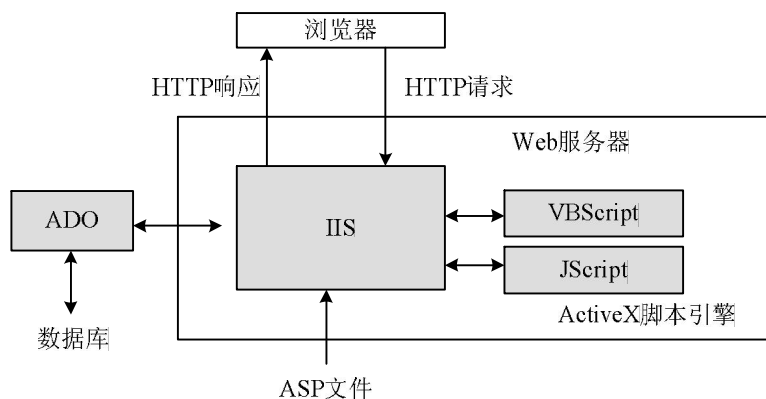 浏览器
HTTP响应
HTTP请求
Web服务器
ADO
IIS
VBScript
JScript
ActiveX脚本引擎
数据库
ASP文件